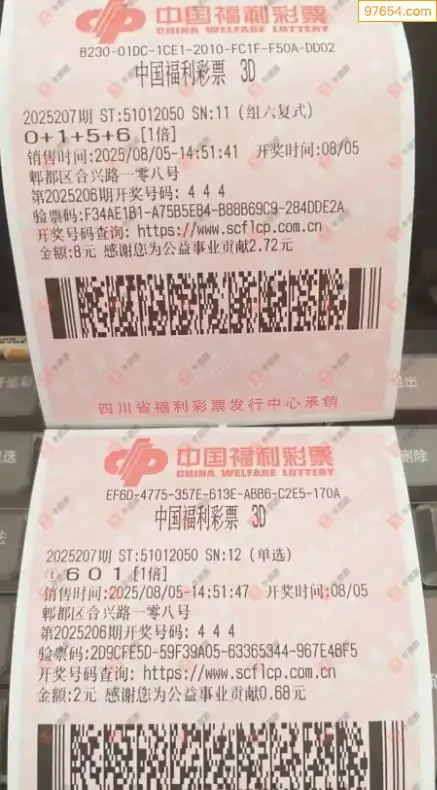 97654.com
中国福利彩票
CHINA WELFARE LOTTERY
B230-01DC-1CE1-2010-FC1F-F50A-DD02
中国福利彩票 3D
2025207期 ST:51012050 SN:11 (组六复式)
0+1+5+6 [1倍]
销售时间:2025/08/05-14:51:41 开奖时间:08/05
郫都区合兴路一零八号
第2025206期开奖号码: 4 4 4
验票码:F34AE1B1-A75B5EB4-B88B69C9-284DDE2A
开奖号码查询: https://www.scflcp.com.cn
金额:8元 感谢您为公益事业贡献2.72元
四川省福利彩票发行中心承销
中国福利彩票
CHINA WELFARE LOTTERY
EF6D-4775-357E-613E-ABB6-C2E5-170A
中国福利彩票 3D
2025207期 ST:51012050 SN:12 (单选)
①6 0 1 [1倍]
销售时间:2025/08/05-14:51:47 开奖时间:08/05
郫都区合兴路一零八号
第2025206期开奖号码: 4 4 4
验票码:2D9CFE5D-59F39A05-63365344-967E48F5
开奖号码查询: https://www.scflcp.com.cn
金额:2元 感谢您为公益事业贡献0.68元